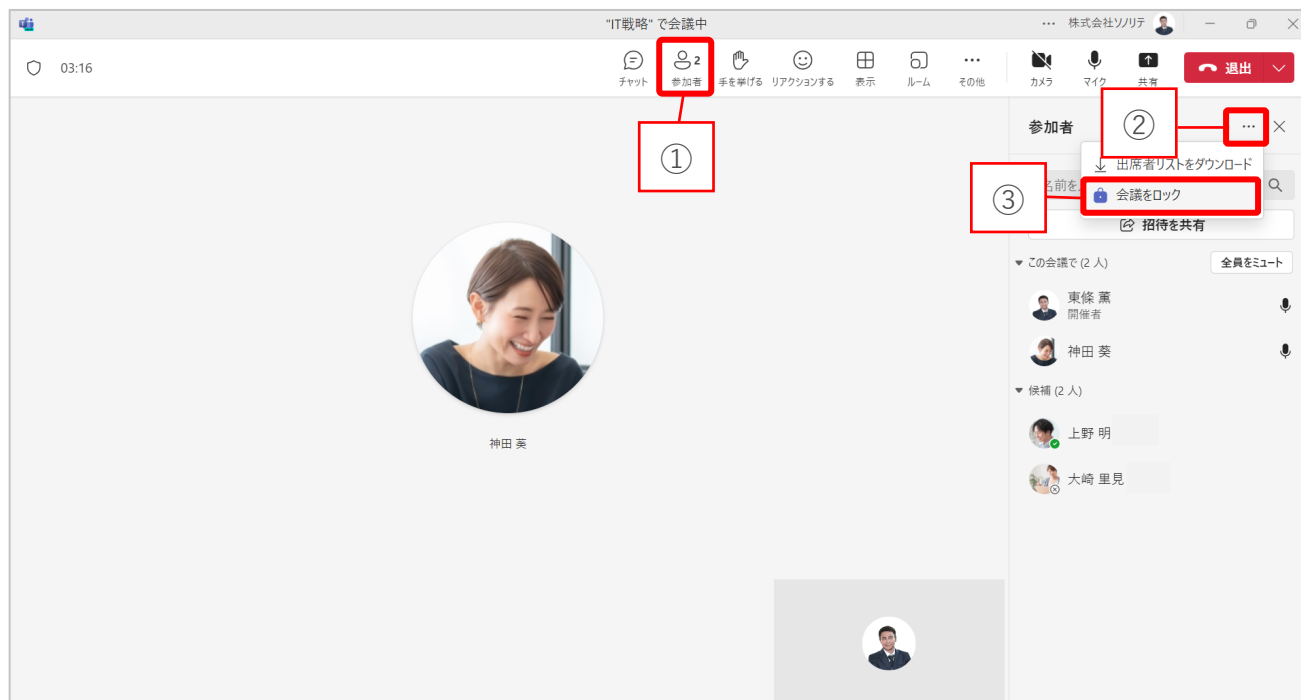 "IT戦略" で会議中
… 株式会社ソノリテ
03:16
チャット
2
参加者
手を挙げる
リアクションする
表示
ルーム
その他
カメラ
マイク
共有
退出
①
参加者
②
出席者リストをダウンロード
名前を
③
会議をロック
招待を共有
この会議で (2 人)
全員をミュート
東條 薫
開催者
神田 葵
候補 (2 人)
上野 明
大崎 里見
神田 葵